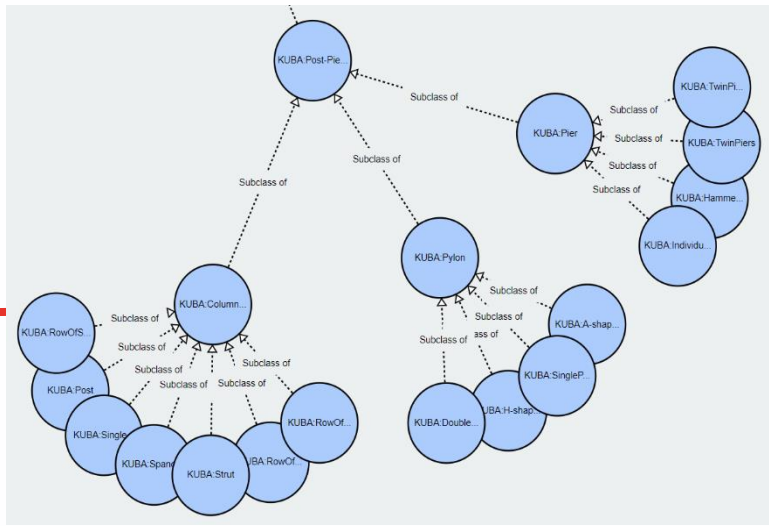 KUBA:Post-Pie...
Subclass of
KUBA:TwinPi...
Subclass of
KUBA:Pier
Subclass of
KUBA:TwinPiers
Subclass of
KUBA:Hamme...
Subclass of
KUBA:Individu...
Subclass of
Subclass of
KUBA:Pylon
KUBA:Column...
Subclass of
KUBA:A-shap...
Subclass of
KUBA:SingleP...
ass of
KUBA:H-shap...
Subclass of
KUBA:Double...
Subclass of
KUBA:RowOfS...
Subclass of
KUBA:Post
Subclass of
KUBA:Single
Subclass of
KUBA:Spand
Subclass of
KUBA:Strut
Subclass of
KUBA:RowOf...
Subclass of
KUBA:RowOf...